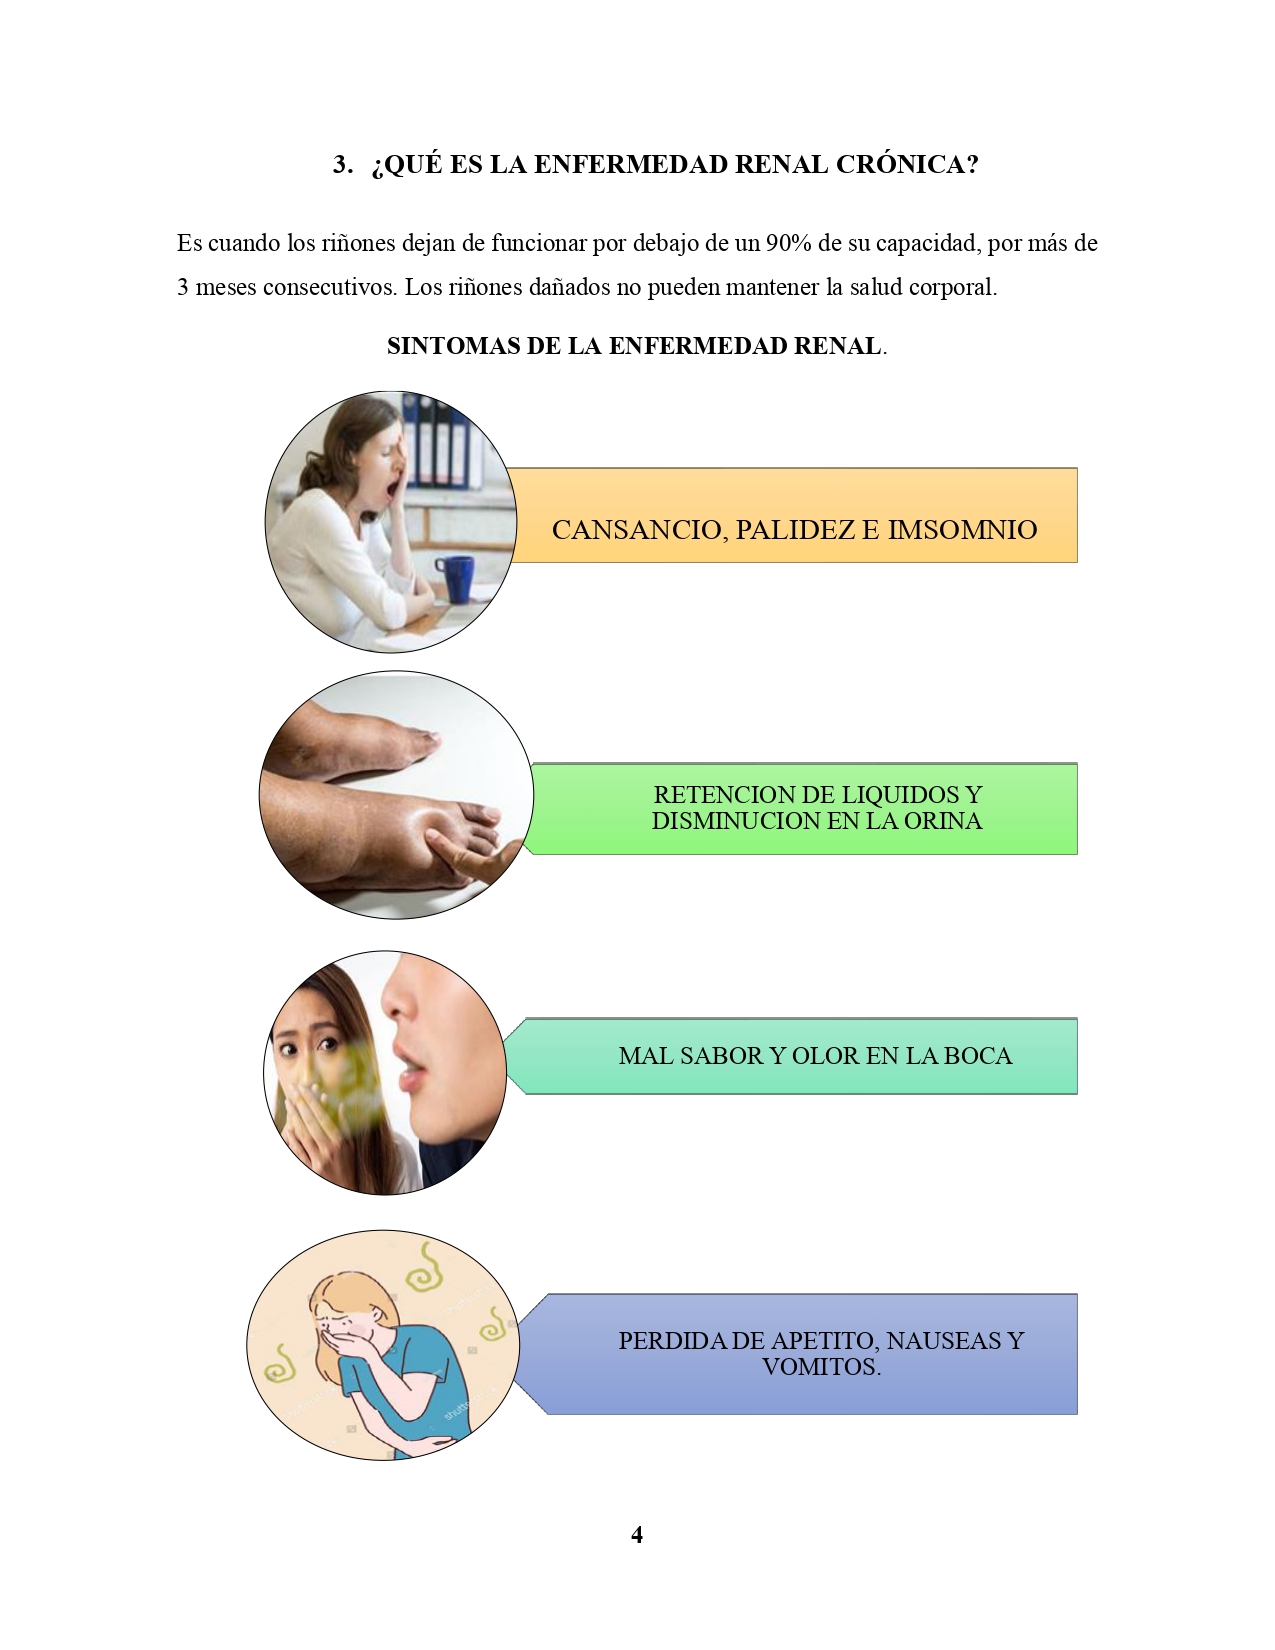 3. ¿QUÉ ES LA ENFERMEDAD RENAL CRÓNICA?
Es cuando los riñones dejan de funcionar por debajo de un 90% de su capacidad, por más de
3 meses consecutivos. Los riñones dañados no pueden mantener la salud corporal.
SINTOMAS DE LA ENFERMEDAD RENAL.
CANSANCIO, PALIDEZ E IMSOMNIO
RETENCION DE LIQUIDOS Y
DISMINUCION EN LA ORINA
MAL SABOR Y OLOR EN LA BOCA
PERDIDA DE APETITO, NAUSEAS Y
VOMITOS.
4